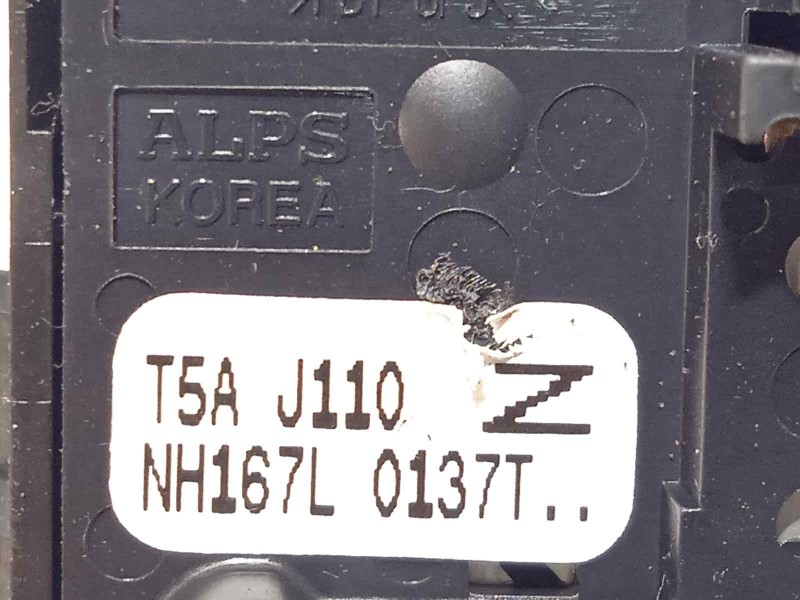 ALPS
KOREA
T5A J110 Z
NH167L 0137T..